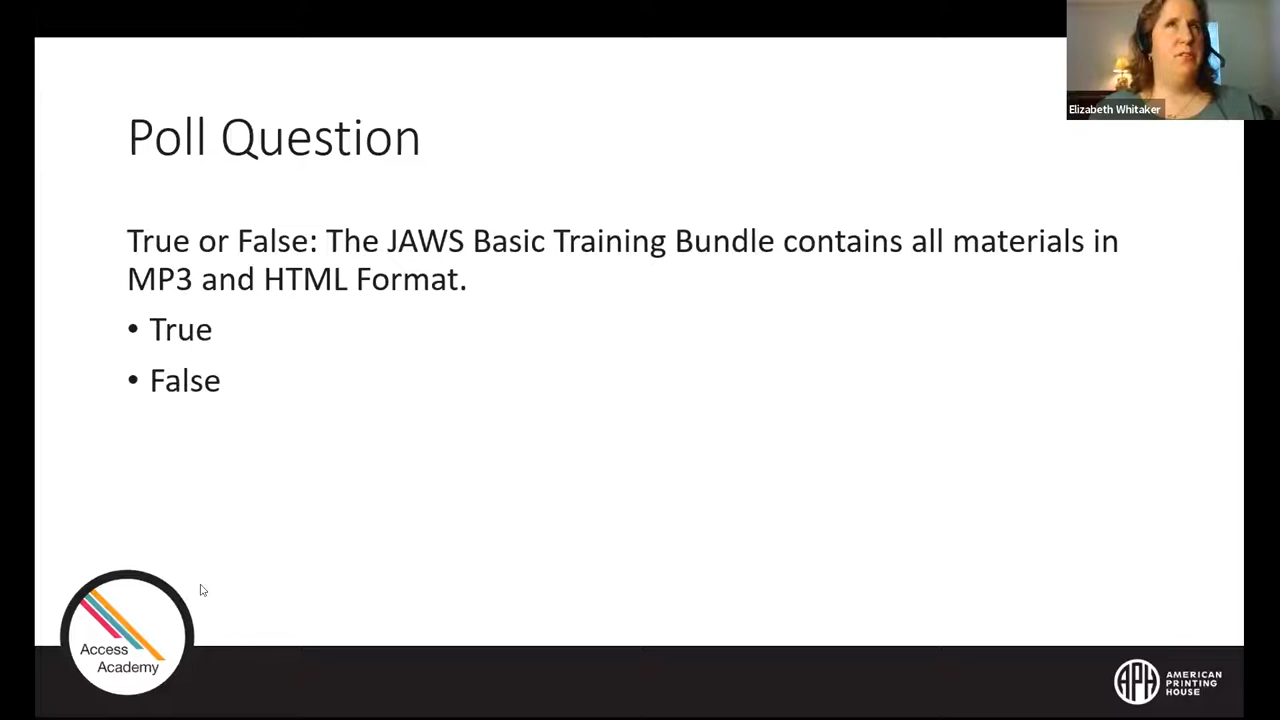 Elizabeth Whitaker
Poll Question
True or False: The JAWS Basic Training Bundle contains all materials in
MP3 and HTML Format.
• True
• False
Access
Academy
APH
AMERICAN
PRINTING
HOUSE